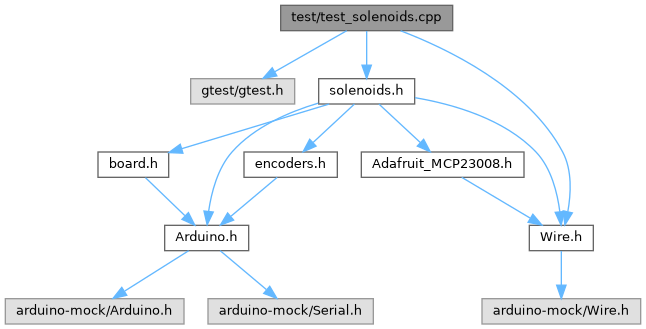 test/test_solenoids.cpp
gtest/gtest.h
solenoids.h
board.h
encoders.h
Adafruit_MCP23008.h
Arduino.h
Wire.h
arduino-mock/Arduino.h
arduino-mock/Serial.h
arduino-mock/Wire.h